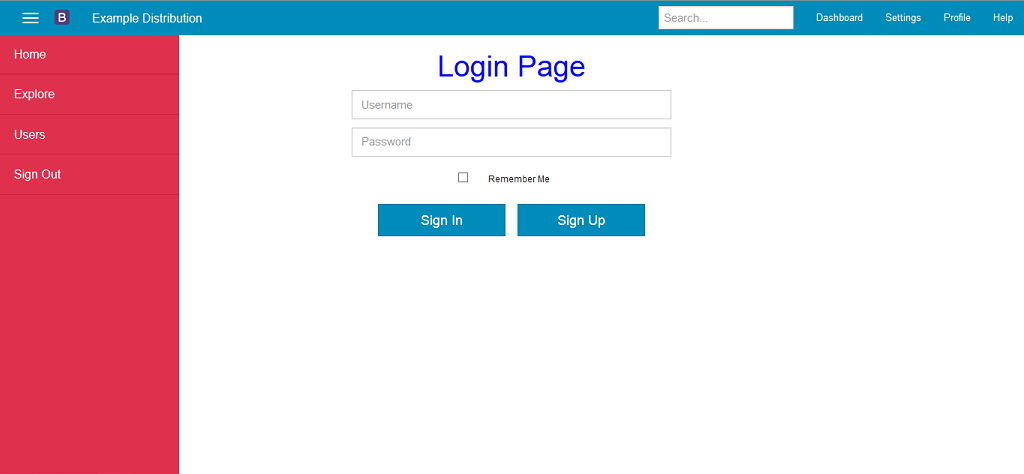 B Example Distribution Search... Dashboard Settings Profile Help
Home
Explore
Users
Sign Out
Login Page
Username
Password
Remember Me
Sign In Sign Up